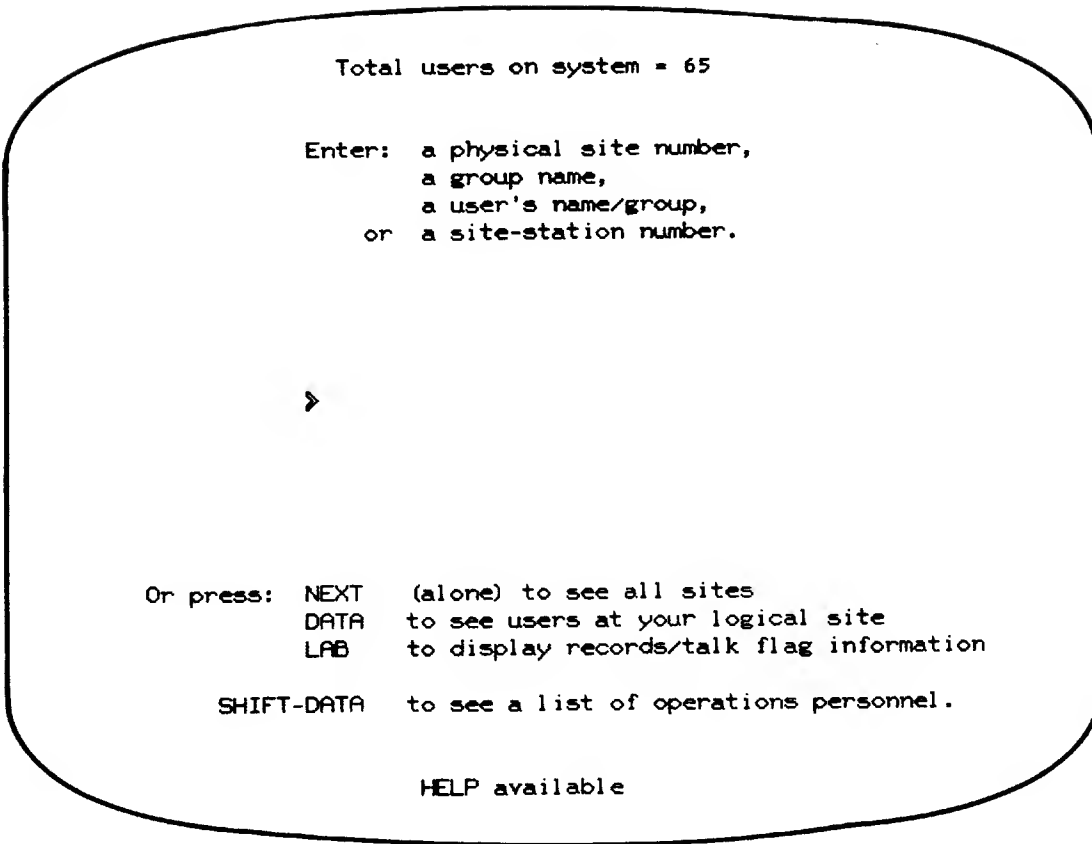 Total users on system = 65
Enter: a physical site number,
a group name,
a user's name/group,
or a site-station number.
>
Or press: NEXT (alone) to see all sites
DATA to see users at your logical site
LAB to display records/talk flag information
SHIFT-DATA to see a list of operations personnel.
HELP available